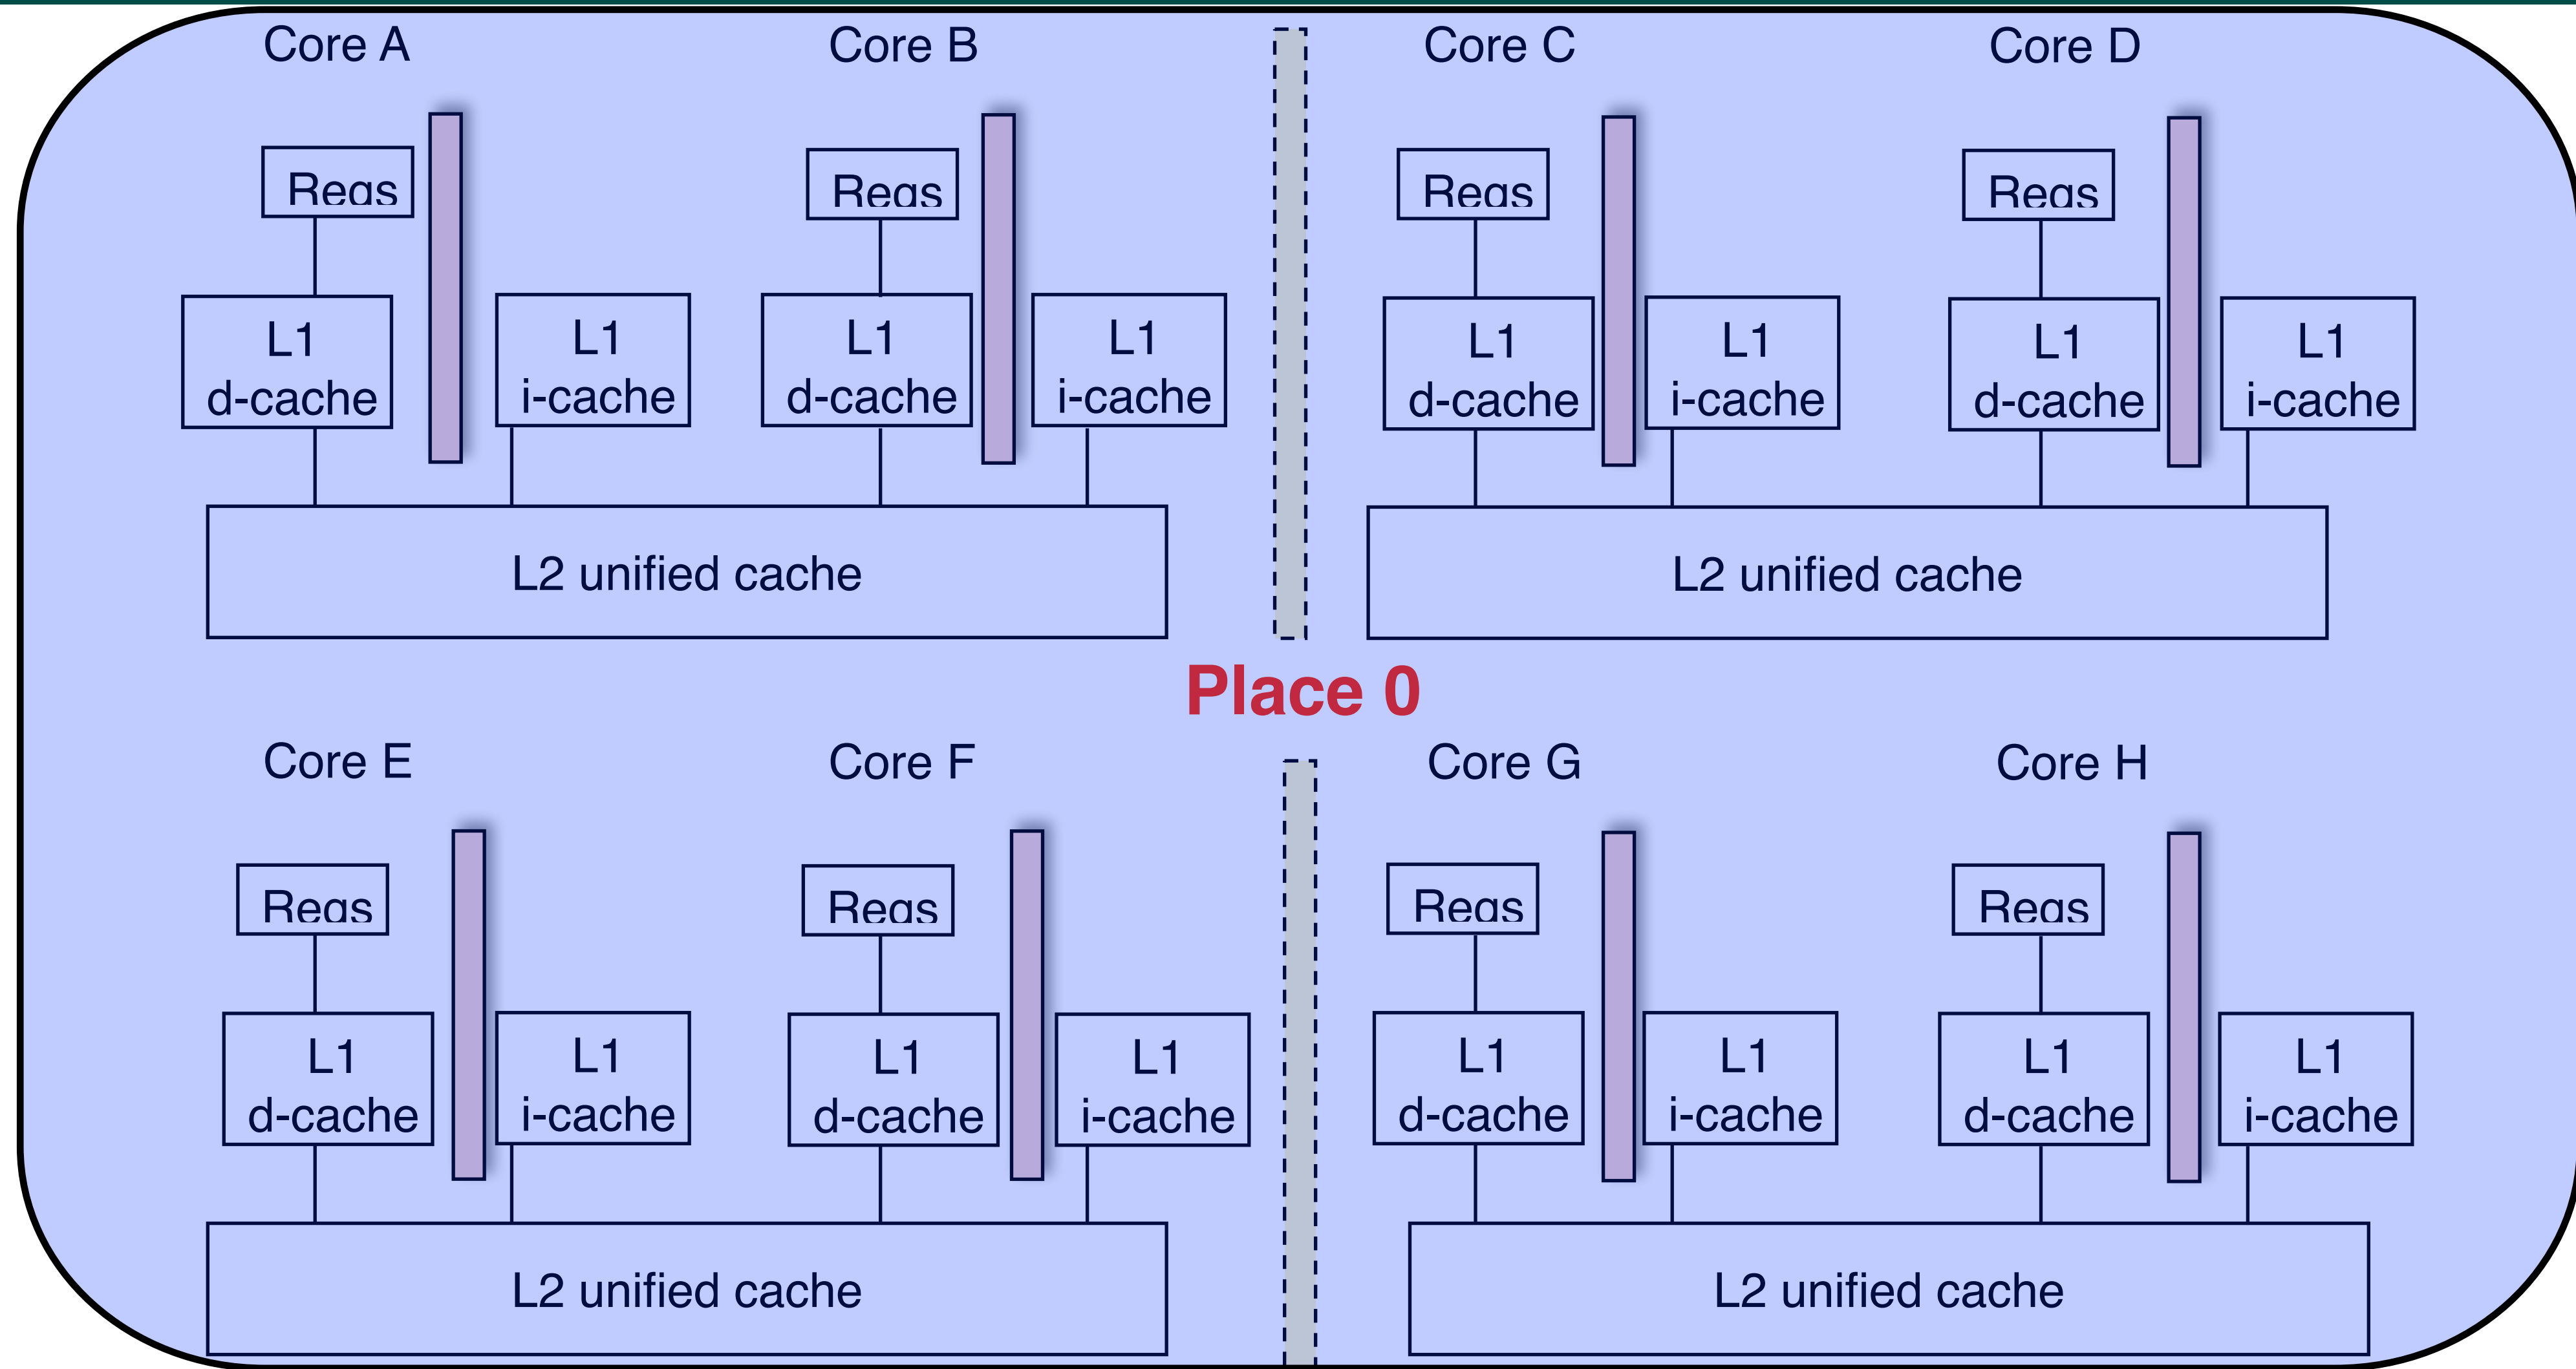 Core A Core B Core C Core D
Regs Regs Regs Regs
L1 L1 L1 L1 L1 L1 L1 L1
d-cache i-cache d-cache i-cache d-cache i-cache d-cache i-cache
L2 unified cache L2 unified cache
Place 0
Core E Core F Core G Core H
Regs Regs Regs Regs
L1 L1 L1 L1 L1 L1 L1 L1
d-cache i-cache d-cache i-cache d-cache i-cache d-cache i-cache
L2 unified cache L2 unified cache